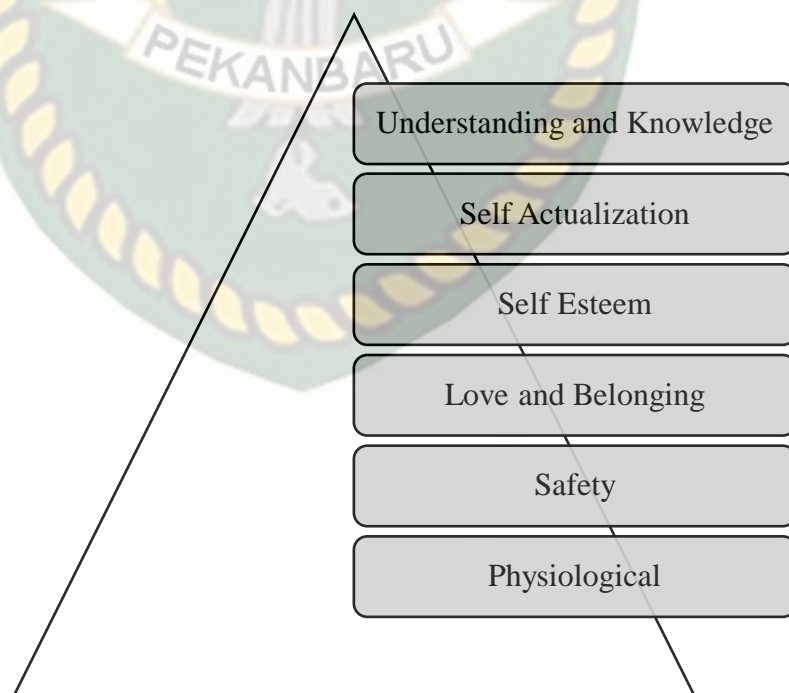 PEKANBARU
Understanding and Knowledge
Self Actualization
Self Esteem
Love and Belonging
Safety
Physiological